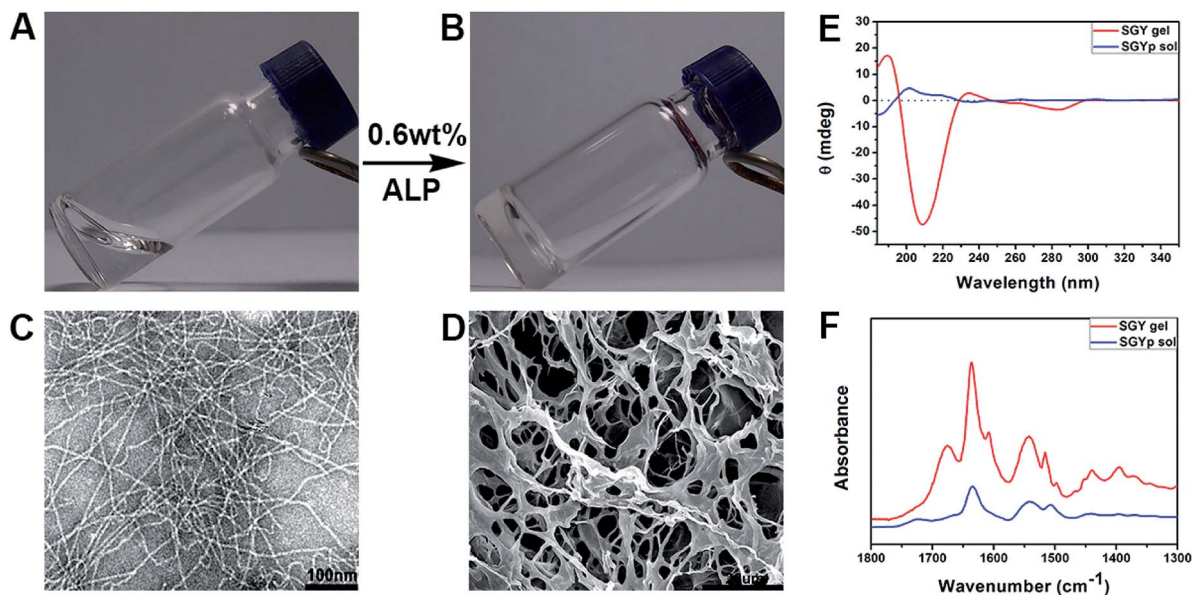 A
B
0.6wt%
ALP
C
100nm
D
E
SGY gel
SGYp sol
30
20
10
0
-10
-20
-30
-40
-50
θ (mdeg)
200 220 240 260 280 300 320 340
Wavelength (nm)
F
SGY gel
SGYp sol
Absorbance
1800 1700 1600 1500 1400 1300
Wavenumber (cm⁻¹)